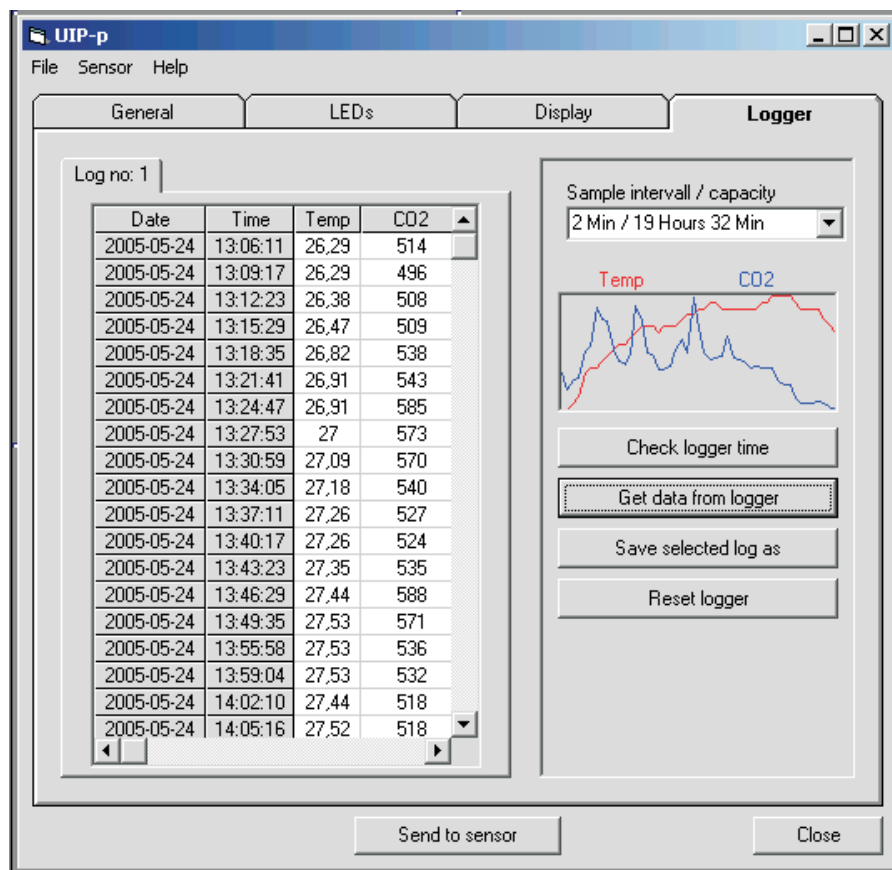 UIP-p
File Sensor Help
General LEDs Display Logger
Log no: 1
Date Time Temp CO2
2005-05-24 13:06:11 26,29 514
2005-05-24 13:09:17 26,29 496
2005-05-24 13:12:23 26,38 508
2005-05-24 13:15:29 26,47 509
2005-05-24 13:18:35 26,82 538
2005-05-24 13:21:41 26,91 543
2005-05-24 13:24:47 26,91 585
2005-05-24 13:27:53 27 573
2005-05-24 13:30:59 27,09 570
2005-05-24 13:34:05 27,18 540
2005-05-24 13:37:11 27,26 527
2005-05-24 13:40:17 27,26 524
2005-05-24 13:43:23 27,35 535
2005-05-24 13:46:29 27,44 588
2005-05-24 13:49:35 27,53 571
2005-05-24 13:55:58 27,53 536
2005-05-24 13:59:04 27,53 532
2005-05-24 14:02:10 27,44 518
2005-05-24 14:05:16 27,52 518
Sample intervall / capacity
2 Min / 19 Hours 32 Min
Temp CO2
Check logger time
Get data from logger
Save selected log as
Reset logger
Send to sensor Close